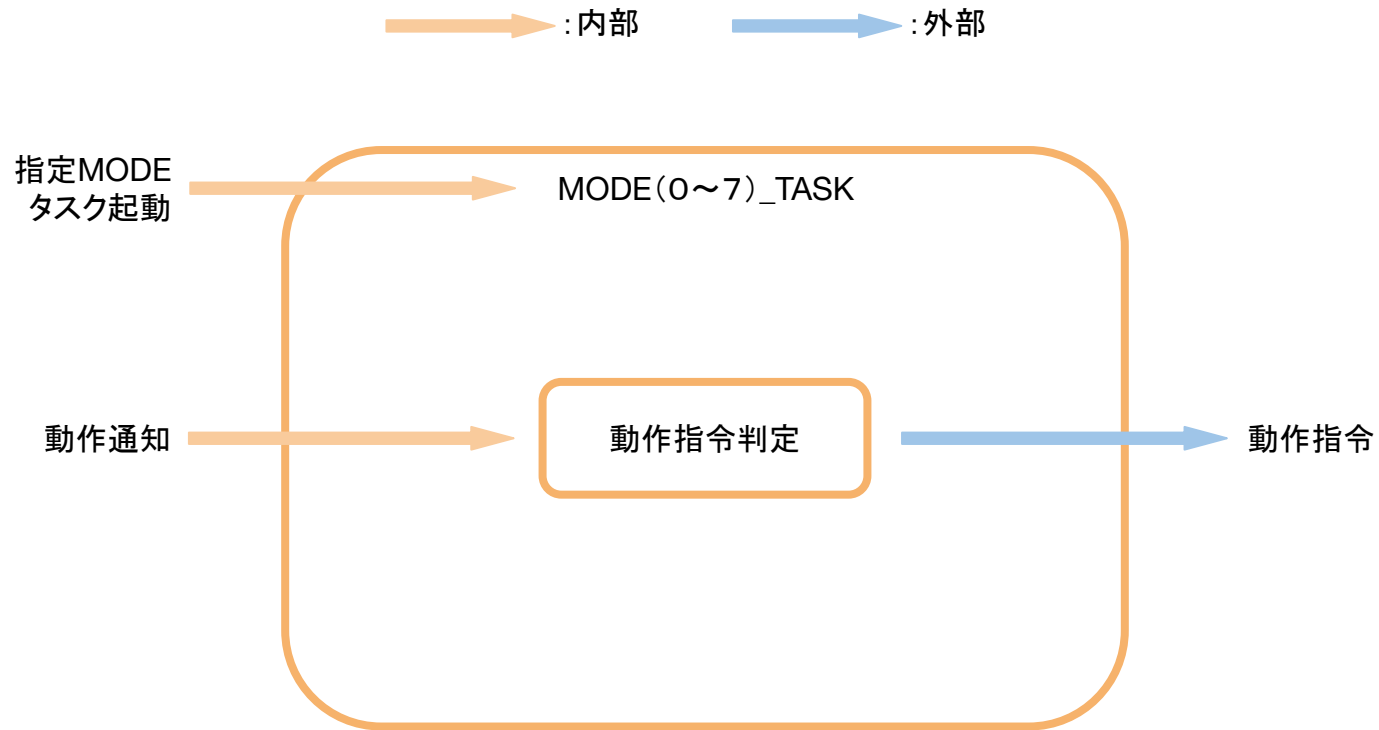 :内部
:外部
指定MODE
タスク起動
MODE(0~7)_TASK
動作通知
動作指令判定
動作指令